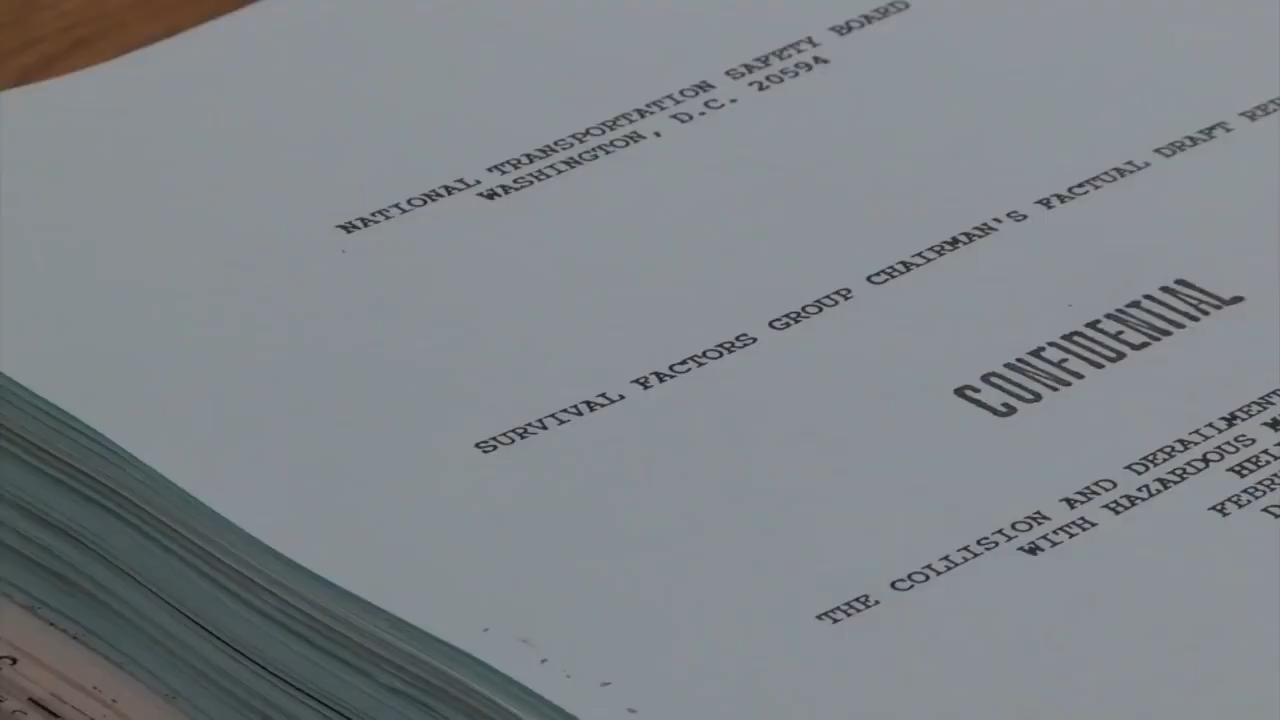 NATIONAL TRANSPORTATION SAFETY BOARD
WASHINGTON, D.C. 20594
SURVIVAL FACTORS GROUP CHAIRMAN'S FACTUAL DRAFT
CONFIDENTIAL
THE COLLISION AND DERAILMENT
WITH HAZARDOUS